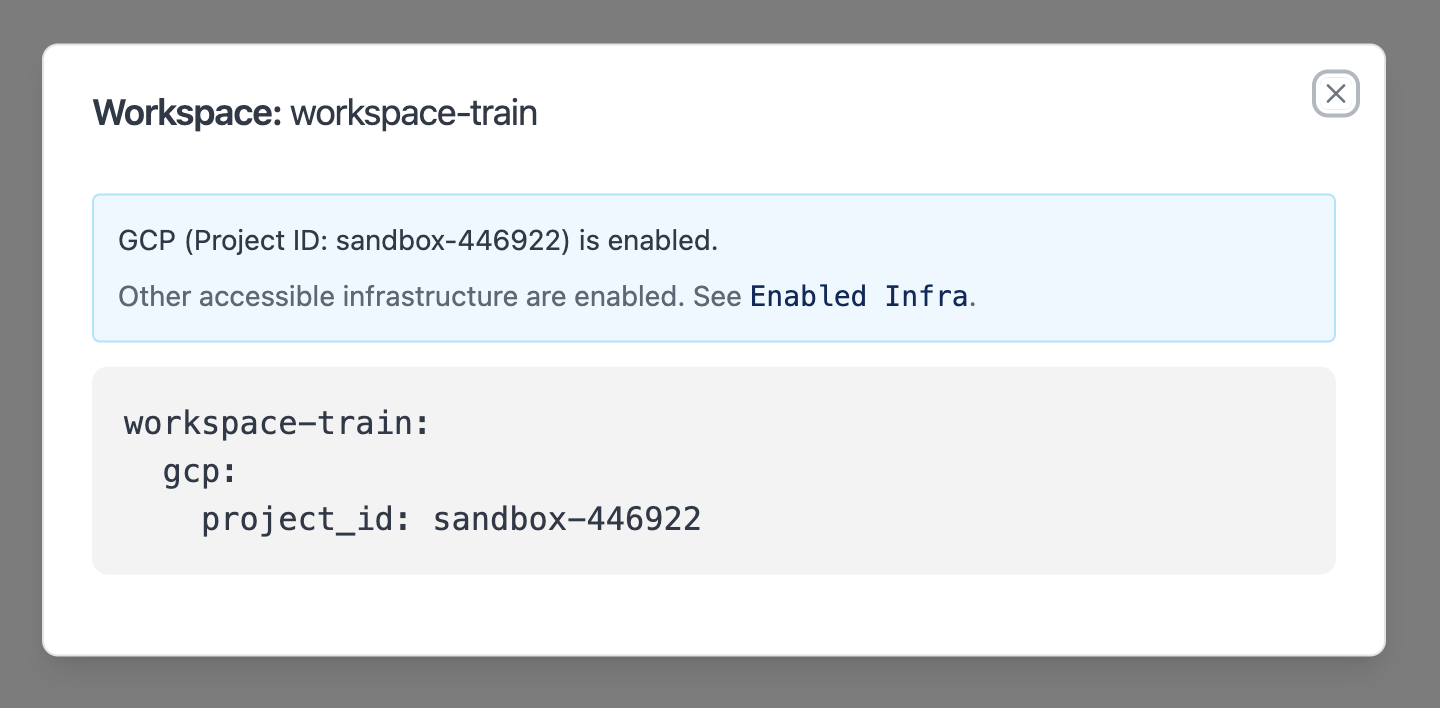 Workspace: workspace-train
GCP (Project ID: sandbox-446922) is enabled.
Other accessible infrastructure are enabled. See Enabled Infra.
workspace-train:
  gcp:
    project_id: sandbox-446922